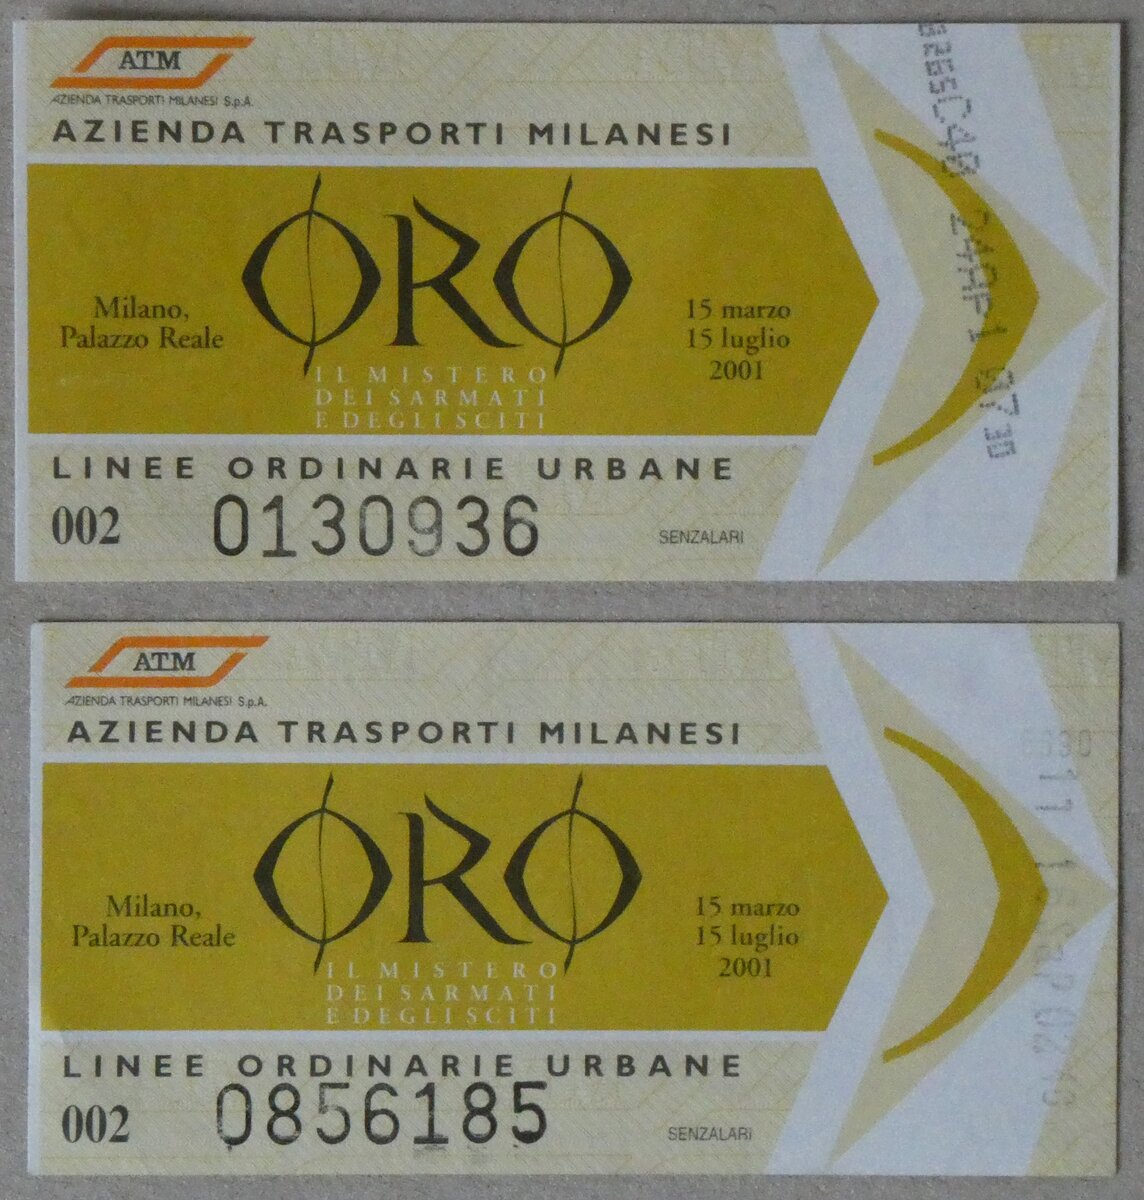 ATM
AZIENDA TRASPORTI MILANESI S.p.A.
AZIENDA TRASPORTI MILANESI
ORO
Milano,
Palazzo Reale
15 marzo
15 luglio
2001
IL MISTERO
DEI SARMATI
E DEGLI SCITI
LINEE ORDINARIE URBANE
002
0130936
SENZALARI
ATM
AZIENDA TRASPORTI MILANESI S.p.A.
AZIENDA TRASPORTI MILANESI
ORO
Milano,
Palazzo Reale
15 marzo
15 luglio
2001
IL MISTERO
DEI SARMATI
E DEGLI SCITI
LINEE ORDINARIE URBANE
002
0856185
SENZALARI